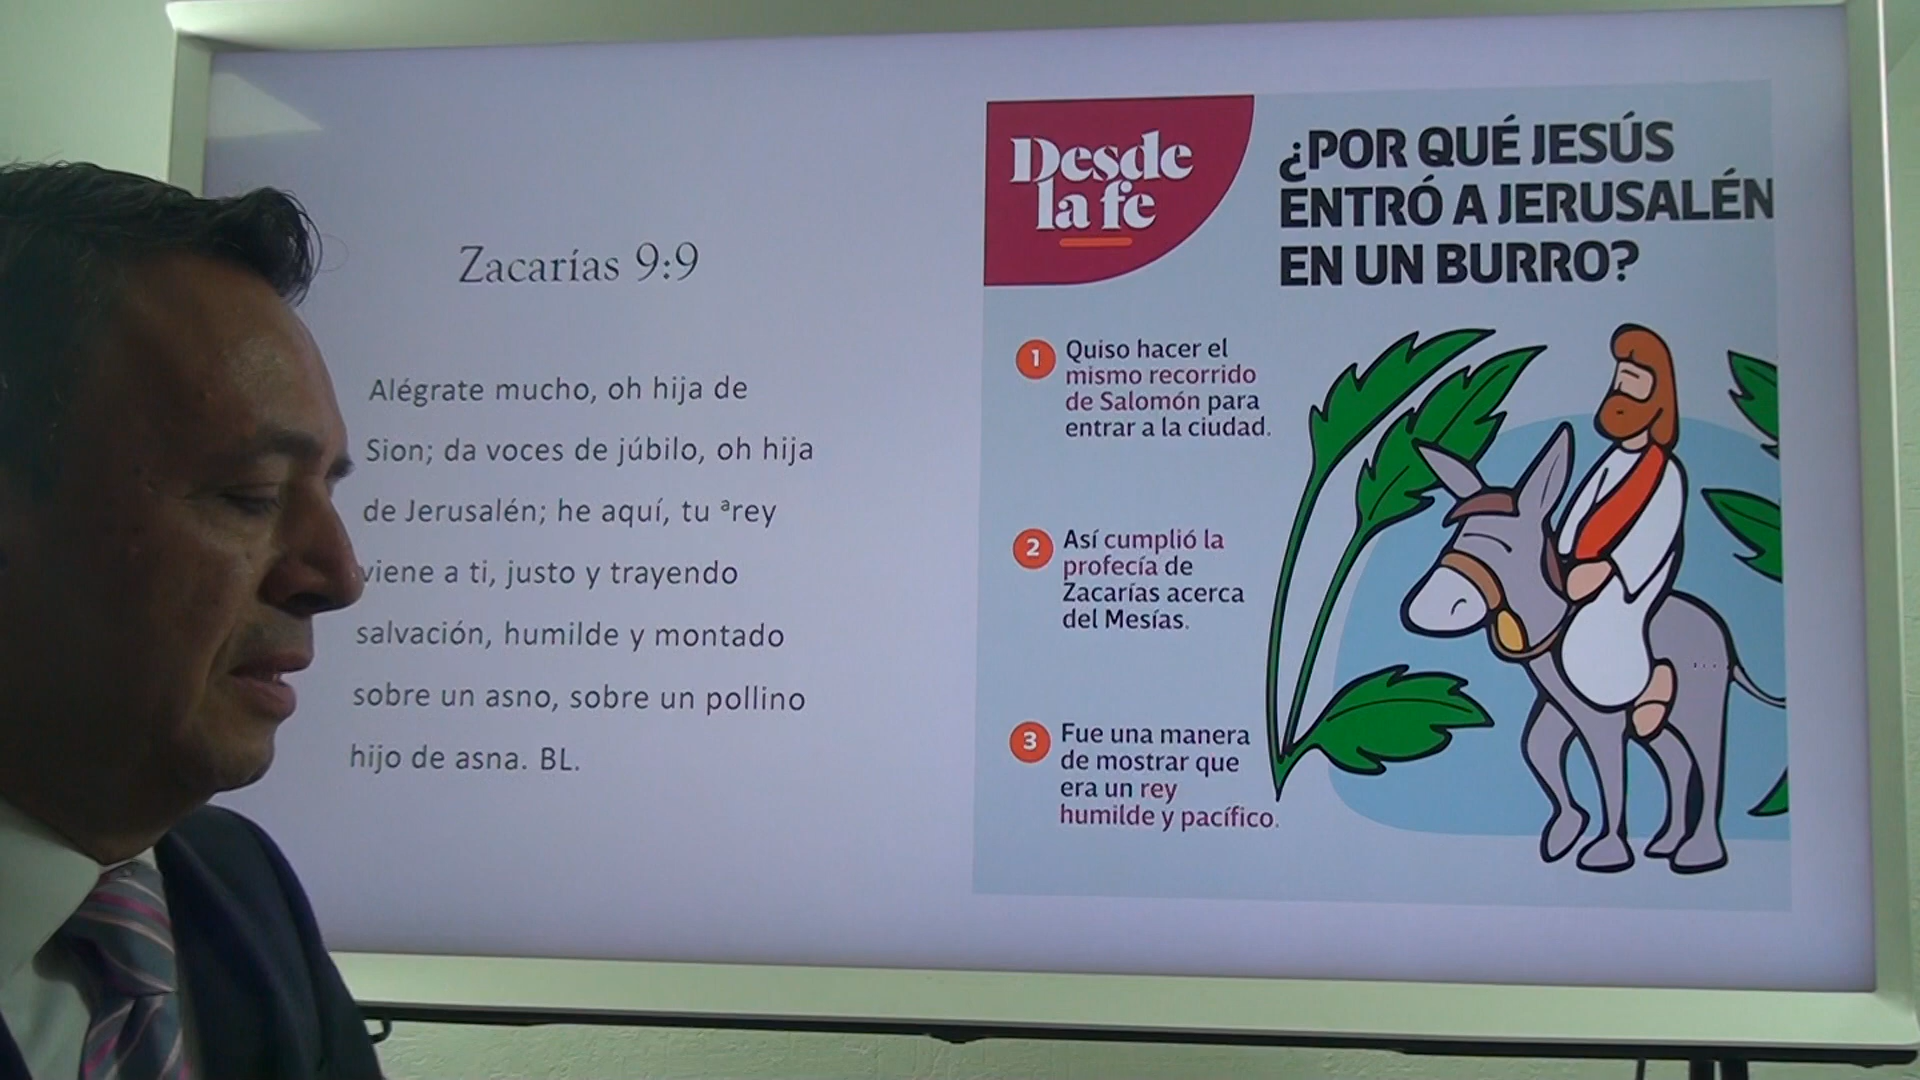 Zacarías 9:9
Alégrate mucho, oh hija de
Sion; da voces de júbilo, oh hija
de Jerusalén; he aquí, tu ªrey
viene a ti, justo y trayendo
salvación, humilde y montado
sobre un asno, sobre un pollino
hijo de asna. BL.
Desde
la fe
¿POR QUÉ JESÚS
ENTRÓ A JERUSALÉN
EN UN BURRO?
1 Quiso hacer el
mismo recorrido
de Salomón para
entrar a la ciudad.
2 Así cumplió la
profecía de
Zacarías acerca
del Mesías.
3 Fue una manera
de mostrar que
era un rey
humilde y pacífico.